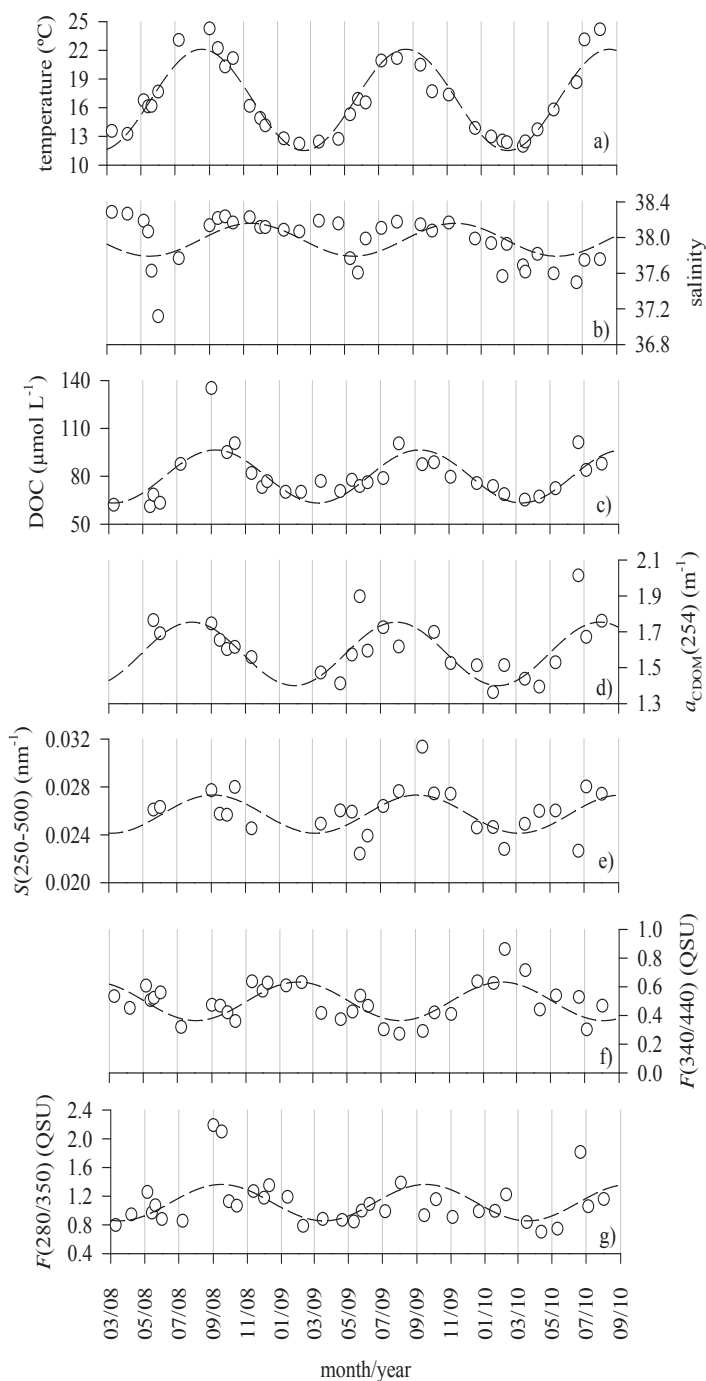 25
22
19
16
13
10
temperature (ºC)
a)
38.4
38.0
37.6
37.2
36.8
salinity
b)
140
110
80
50
DOC (µmol L-1)
c)
2.1
1.9
1.7
1.5
1.3
aCDOM(254) (m-1)
d)
0.032
0.028
0.024
0.020
S(250-500) (nm-1)
e)
1.0
0.8
0.6
0.4
0.2
0.0
F(340/440) (QSU)
f)
2.4
2.0
1.6
1.2
0.8
0.4
F(280/350) (QSU)
g)
03/08 05/08 07/08 09/08 11/08 01/09 03/09 05/09 07/09 09/09 11/09 01/10 03/10 05/10 07/10 09/10
month/year